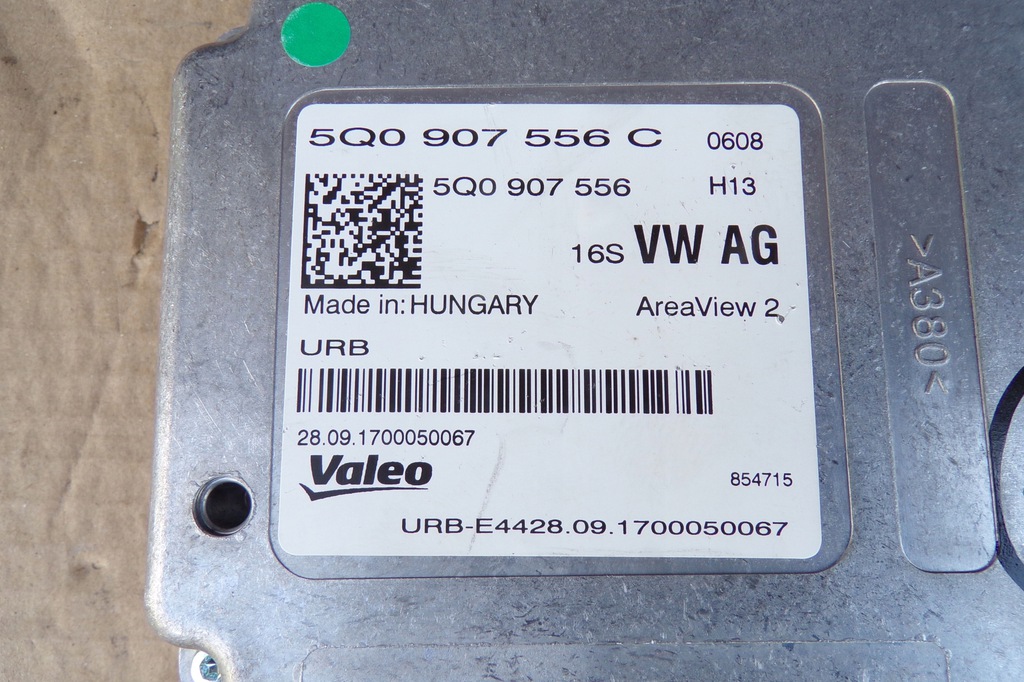 5Q0 907 556 C 0608
5Q0 907 556 H13
16S VW AG
Made in: HUNGARY AreaView 2
URB
28.09.1700050067
Valeo 854715
URB-E4428.09.1700050067
>A380<